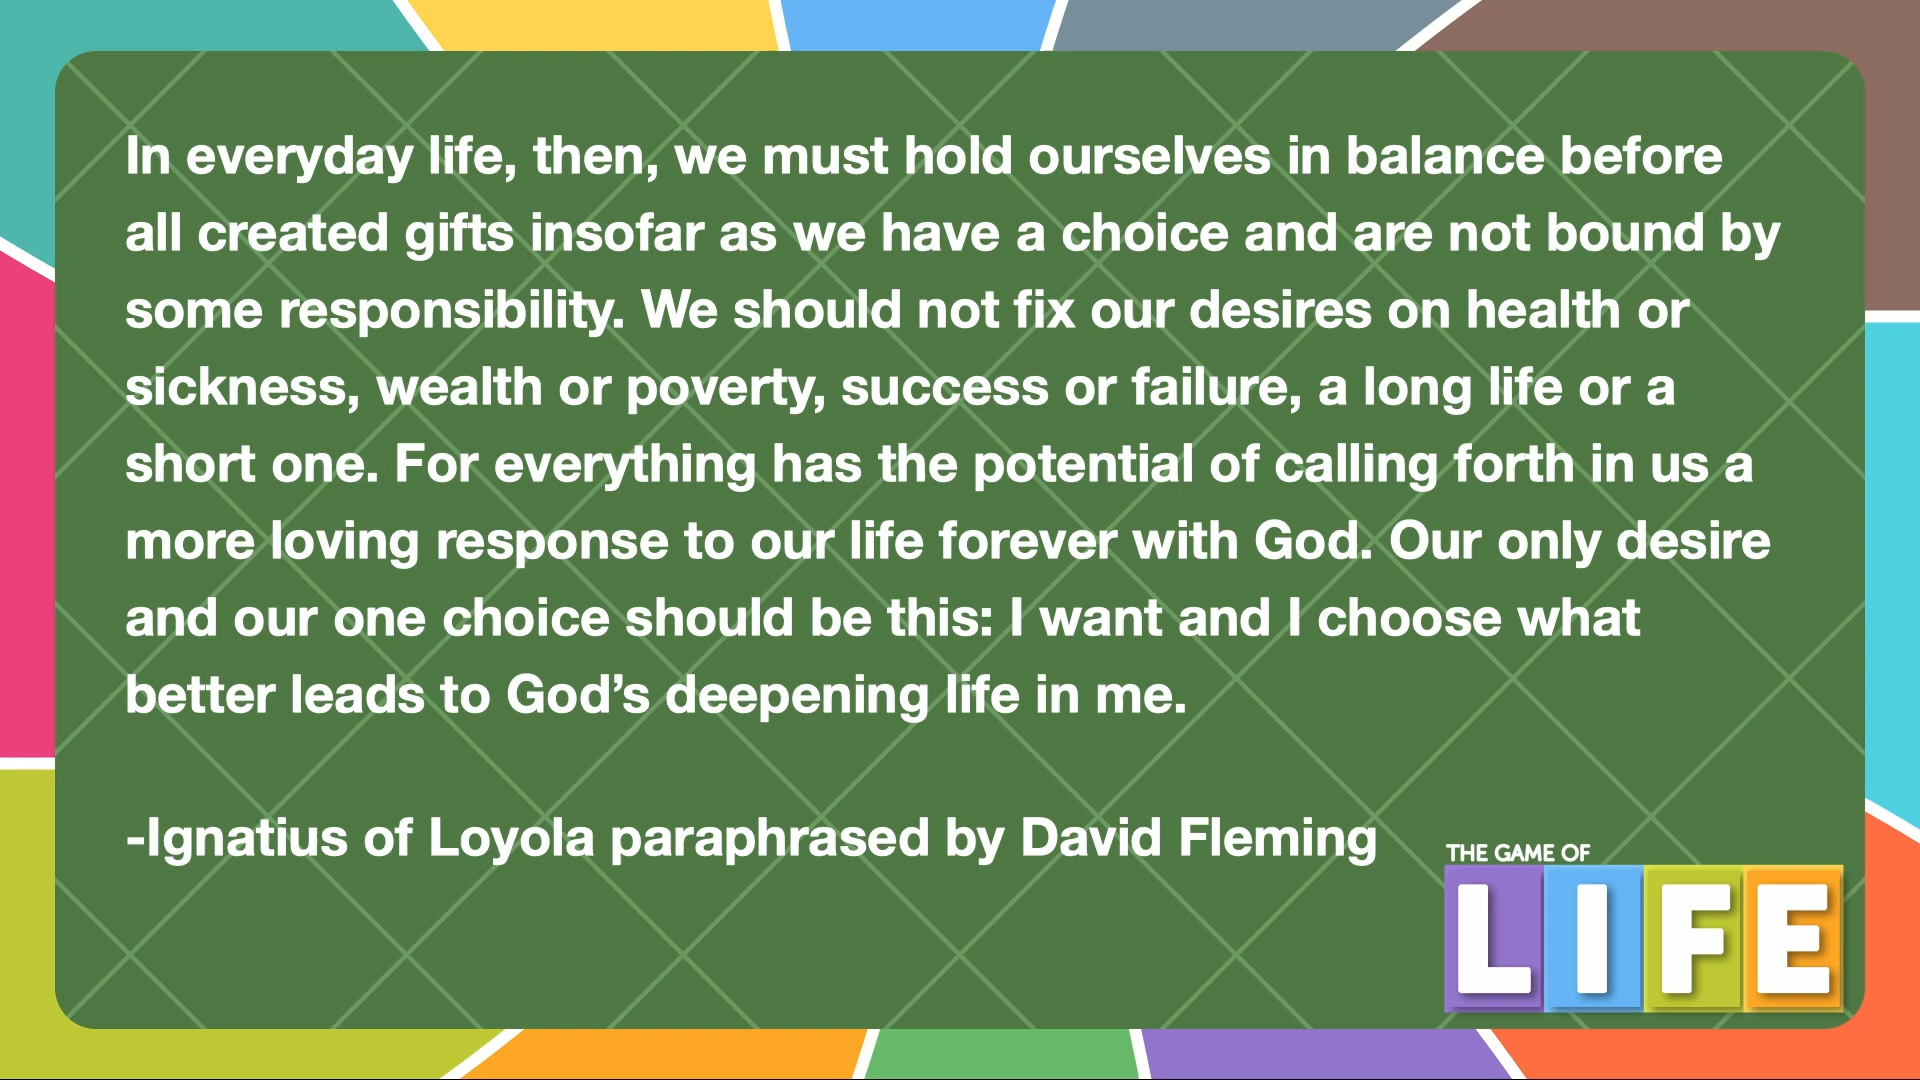 In everyday life, then, we must hold ourselves in balance before
all created gifts insofar as we have a choice and are not bound by
some responsibility. We should not fix our desires on health or
sickness, wealth or poverty, success or failure, a long life or a
short one. For everything has the potential of calling forth in us a
more loving response to our life forever with God. Our only desire
and our one choice should be this: I want and I choose what
better leads to God’s deepening life in me.
-Ignatius of Loyola paraphrased by David Fleming
THE GAME OF
LIFE